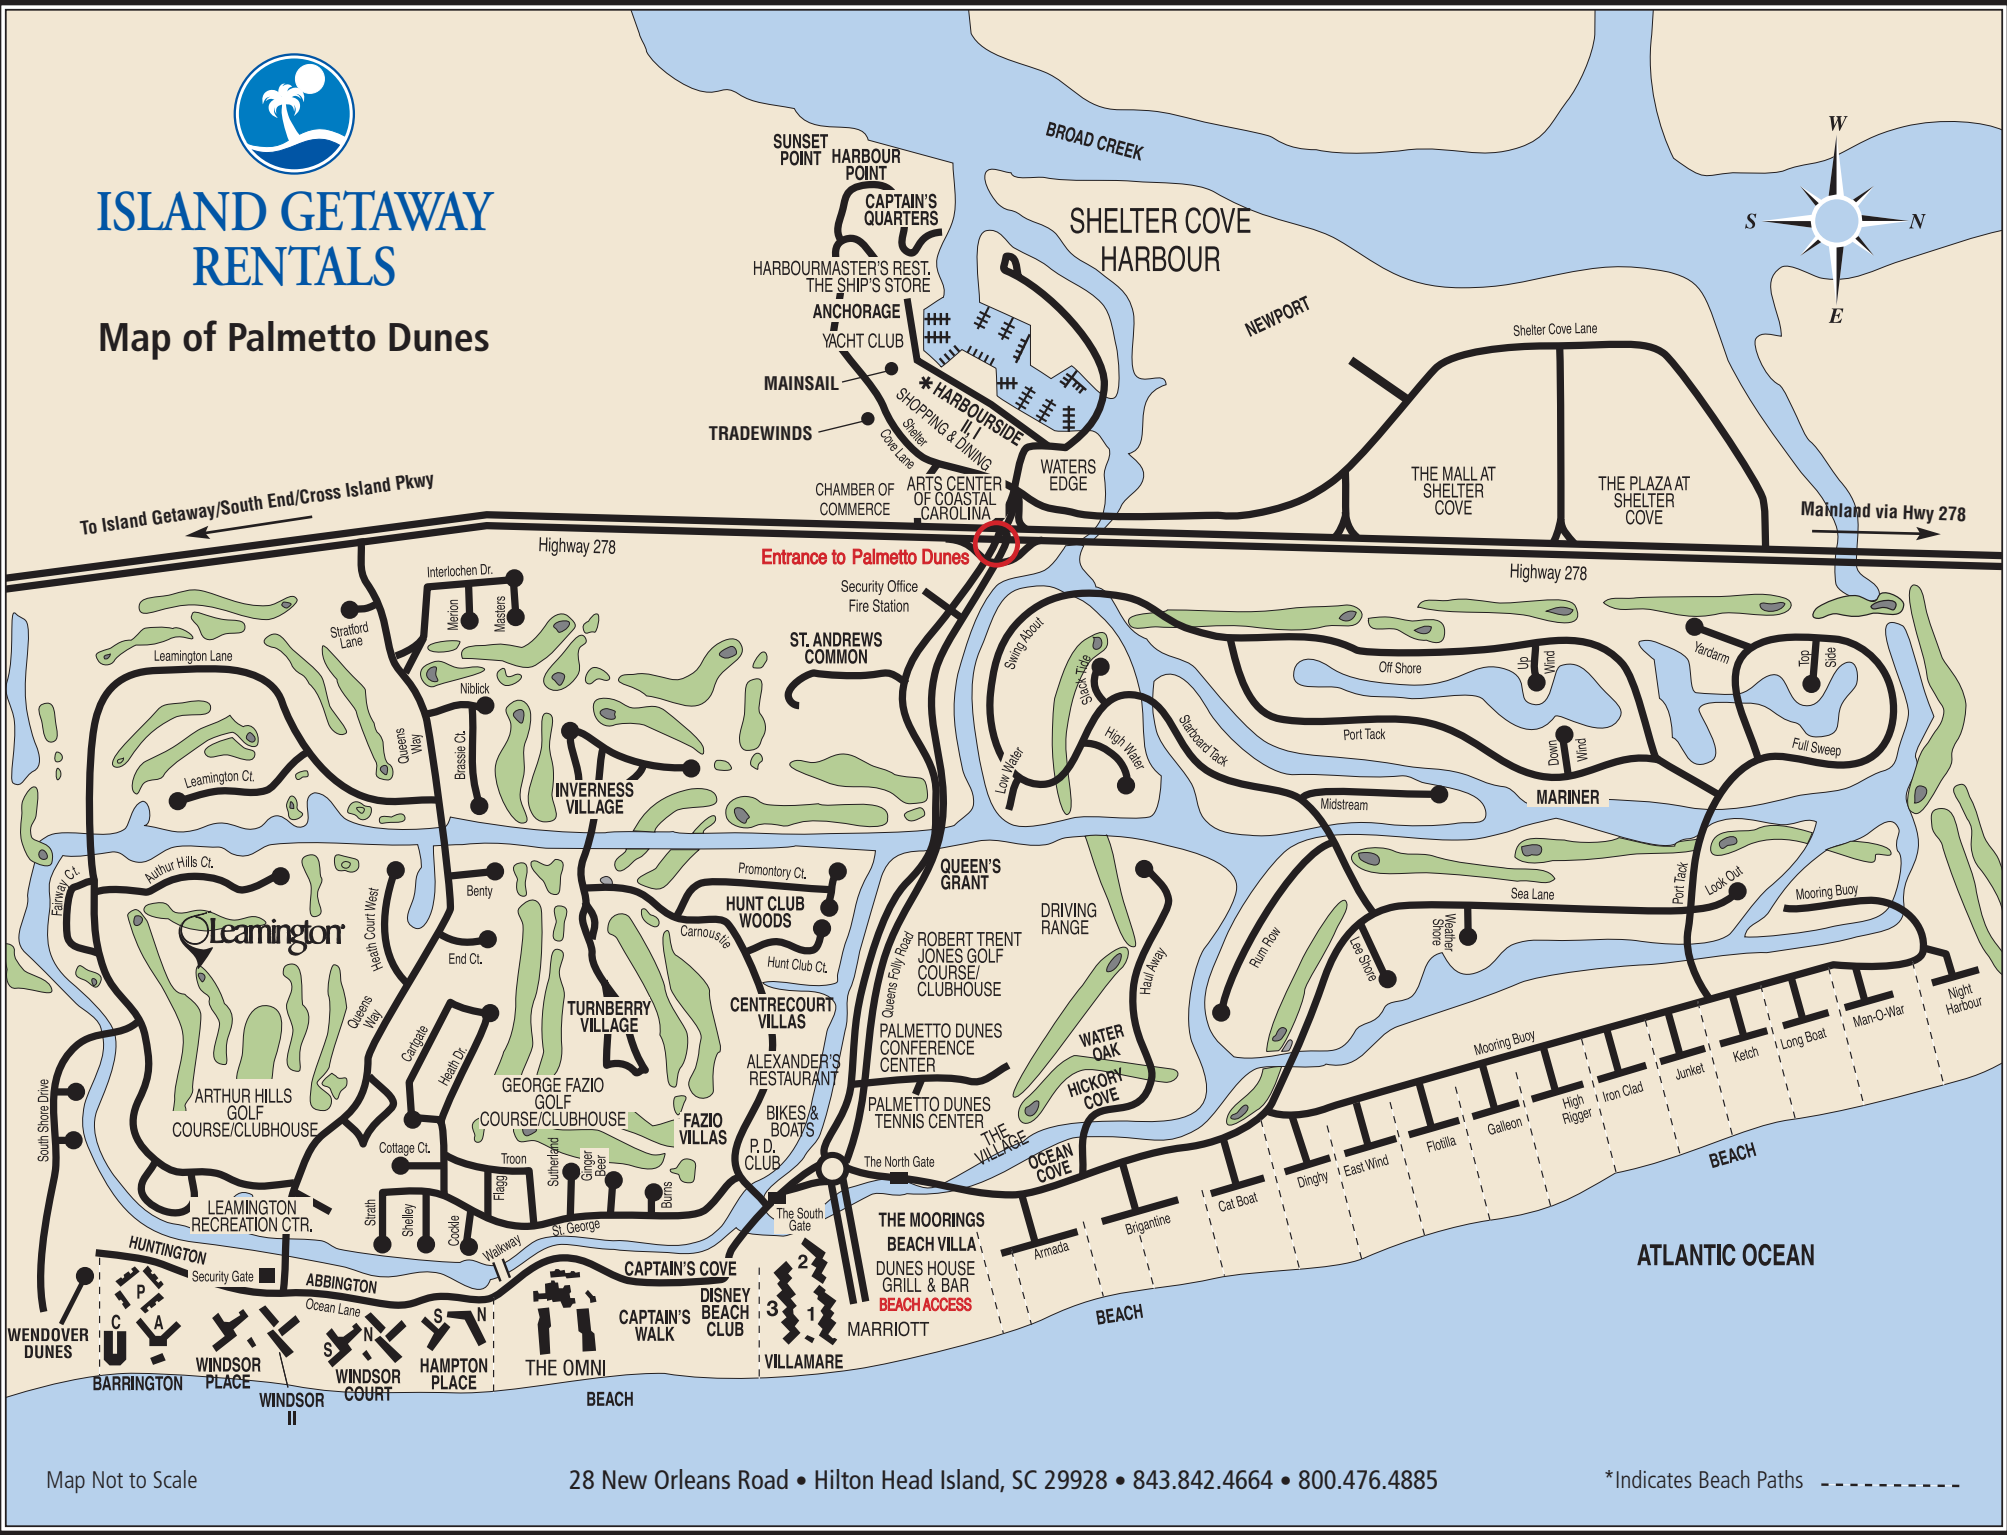 ISLAND GETAWAY
RENTALS
Map of Palmetto Dunes
SUNSET
POINT
HARBOUR
POINT
CAPTAIN'S
QUARTERS
HARBOURMASTER'S REST.
THE SHIP'S STORE
ANCHORAGE
YACHT CLUB
MAINSAIL
TRADEWINDS
* HARBOURSIDE
II, I
SHOPPING & DINING
Shelter
Cove Lane
BROAD CREEK
SHELTER COVE
HARBOUR
NEWPORT
Shelter Cove Lane
W
S
N
E
WATERS
EDGE
CHAMBER OF
COMMERCE
ARTS CENTER
OF COASTAL
CAROLINA
THE MALL AT
SHELTER
COVE
THE PLAZA AT
SHELTER
COVE
To Island Getaway/South End/Cross Island Pkwy
Mainland via Hwy 278
Highway 278
Highway 278
Entrance to Palmetto Dunes
Security Office
Fire Station
ST. ANDREWS
COMMON
Interlochen Dr.
Merion
Masters
Stratford
Lane
Leamington Lane
Niblick
Queens
Way
Brassie Ct.
Leamington Ct.
INVERNESS
VILLAGE
Swing About
Slack Tide
Low Water
High Water
Starboard Tack
Off Shore
Up
Wind
Port Tack
Down
Wind
Yardarm
Top
Side
Full Sweep
MARINER
Midstream
Fairway Ct.
Authur Hills Ct.
Leamington
Heath Court West
Benty
End Ct.
Queens
Way
Promontory Ct.
HUNT CLUB
WOODS
Carnoustie
Hunt Club Ct.
QUEEN'S
GRANT
Queens Folly Road
DRIVING
RANGE
ROBERT TRENT
JONES GOLF
COURSE/
CLUBHOUSE
Haul Away
Rum Row
Lee Shore
Weather
Shore
Sea Lane
Port Tack
Look Out
Mooring Buoy
TURNBERRY
VILLAGE
CENTRECOURT
VILLAS
PALMETTO DUNES
CONFERENCE
CENTER
WATER
OAK
HICKORY
COVE
Cartgate
Heath Dr.
ALEXANDER'S
RESTAURANT
ARTHUR HILLS
GOLF
COURSE/CLUBHOUSE
GEORGE FAZIO
GOLF
COURSE/CLUBHOUSE
FAZIO
VILLAS
BIKES &
BOATS
P. D.
CLUB
PALMETTO DUNES
TENNIS CENTER
THE
VILLAGE
OCEAN
COVE
South Shore Drive
Cottage Ct.
Troon
Flagg
Sutherland
Ginger
Beer
Burns
Strath
Shelley
Cockle
St. George
Walkway
The North Gate
The South
Gate
LEAMINGTON
RECREATION CTR.
Mooring Buoy
Night
Harbour
Man-O-War
Long Boat
Ketch
Junket
Iron Clad
High
Rigger
Galleon
Flotilla
East Wind
Dinghy
Cat Boat
Brigantine
Armada
BEACH
HUNTINGTON
Security Gate
ABBINGTON
Ocean Lane
CAPTAIN'S COVE
CAPTAIN'S
WALK
DISNEY
BEACH
CLUB
THE MOORINGS
BEACH VILLA
DUNES HOUSE
GRILL & BAR
BEACH ACCESS
MARRIOTT
2
3
1
VILLAMARE
P
C
A
S
N
S
N
WENDOVER
DUNES
BARRINGTON
WINDSOR
PLACE
WINDSOR
II
WINDSOR
COURT
HAMPTON
PLACE
THE OMNI
BEACH
BEACH
ATLANTIC OCEAN
Map Not to Scale
28 New Orleans Road • Hilton Head Island, SC 29928 • 843.842.4664 • 800.476.4885
*Indicates Beach Paths